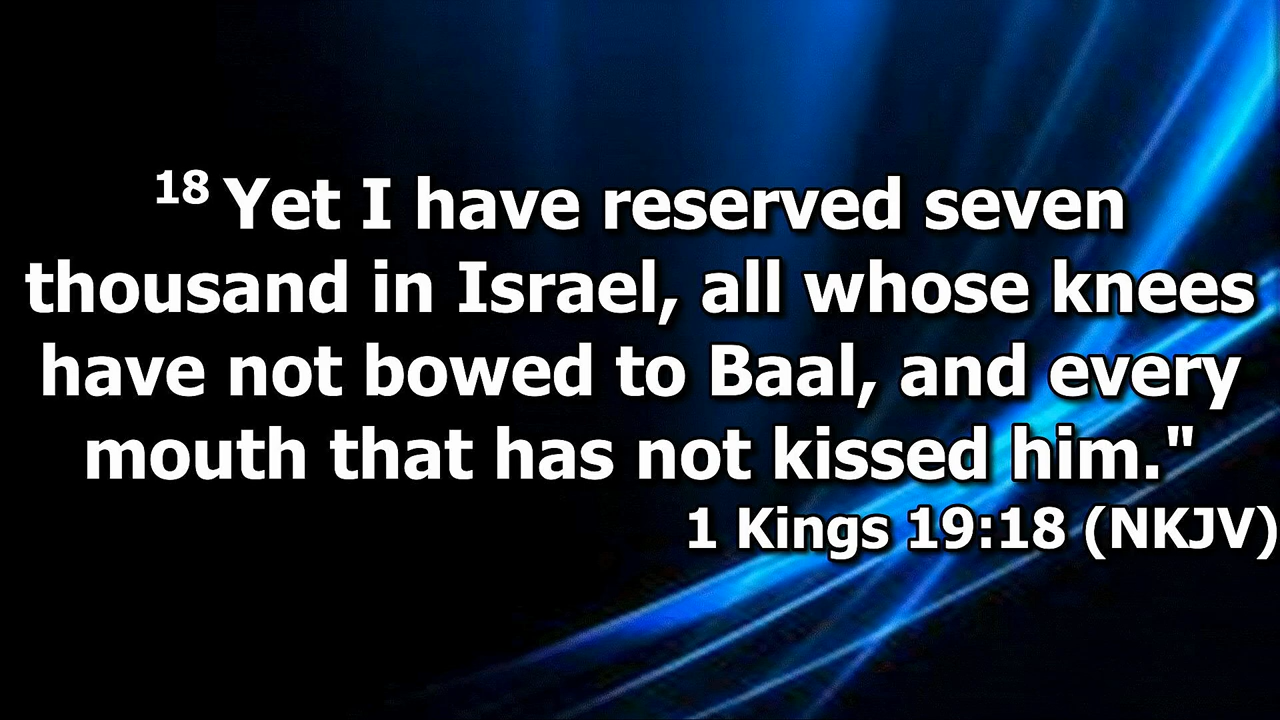 18 Yet I have reserved seven
thousand in Israel, all whose knees
have not bowed to Baal, and every
mouth that has not kissed him."
1 Kings 19:18 (NKJV)